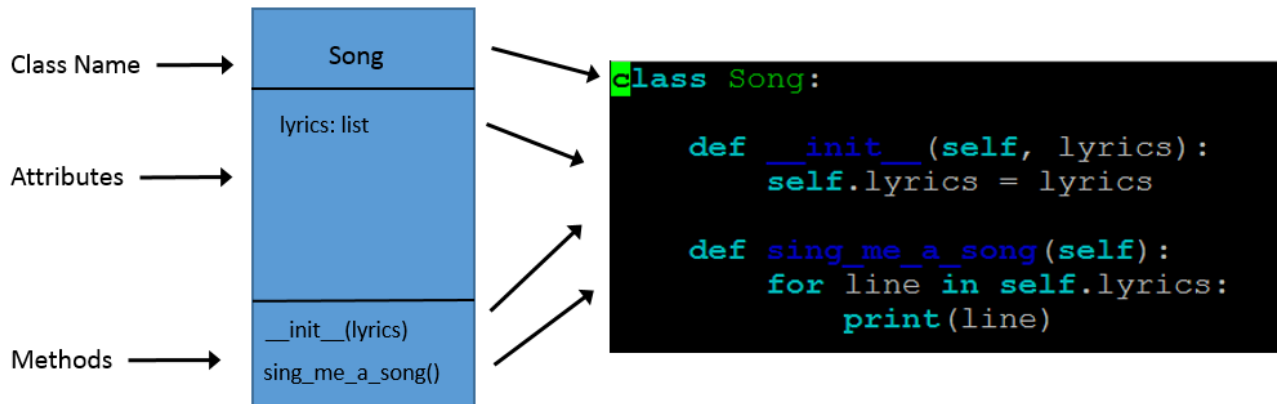 Class Name
Attributes
Methods
Song
lyrics: list
__init__(lyrics)
sing_me_a_song()
class Song:
def __init__(self, lyrics):
self.lyrics = lyrics
def sing_me_a_song(self):
for line in self.lyrics:
print(line)